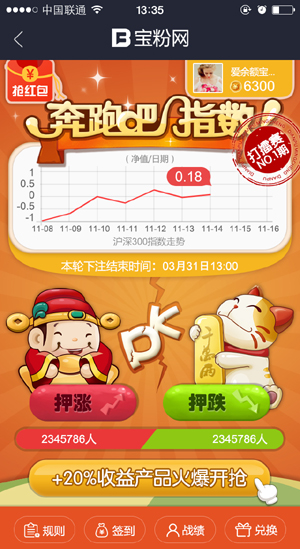 中国联通 13:35
B 宝粉网
抢红包
爱余额宝...
6300
奔跑吧 指数
打擂赛
NO.1期
(净值/日期)
0.18
1
0.5
0
-0.5
-1
11-08 11-09 11-10 11-11 11-12 11-13 11-14 11-15 11-16
沪深300指数走势
本轮下注结束时间：03月31日13:00
PK
千万两
押涨
押跌
2345786人 2345786人
+20%收益产品火爆开抢
规则 签到 战绩 兑换